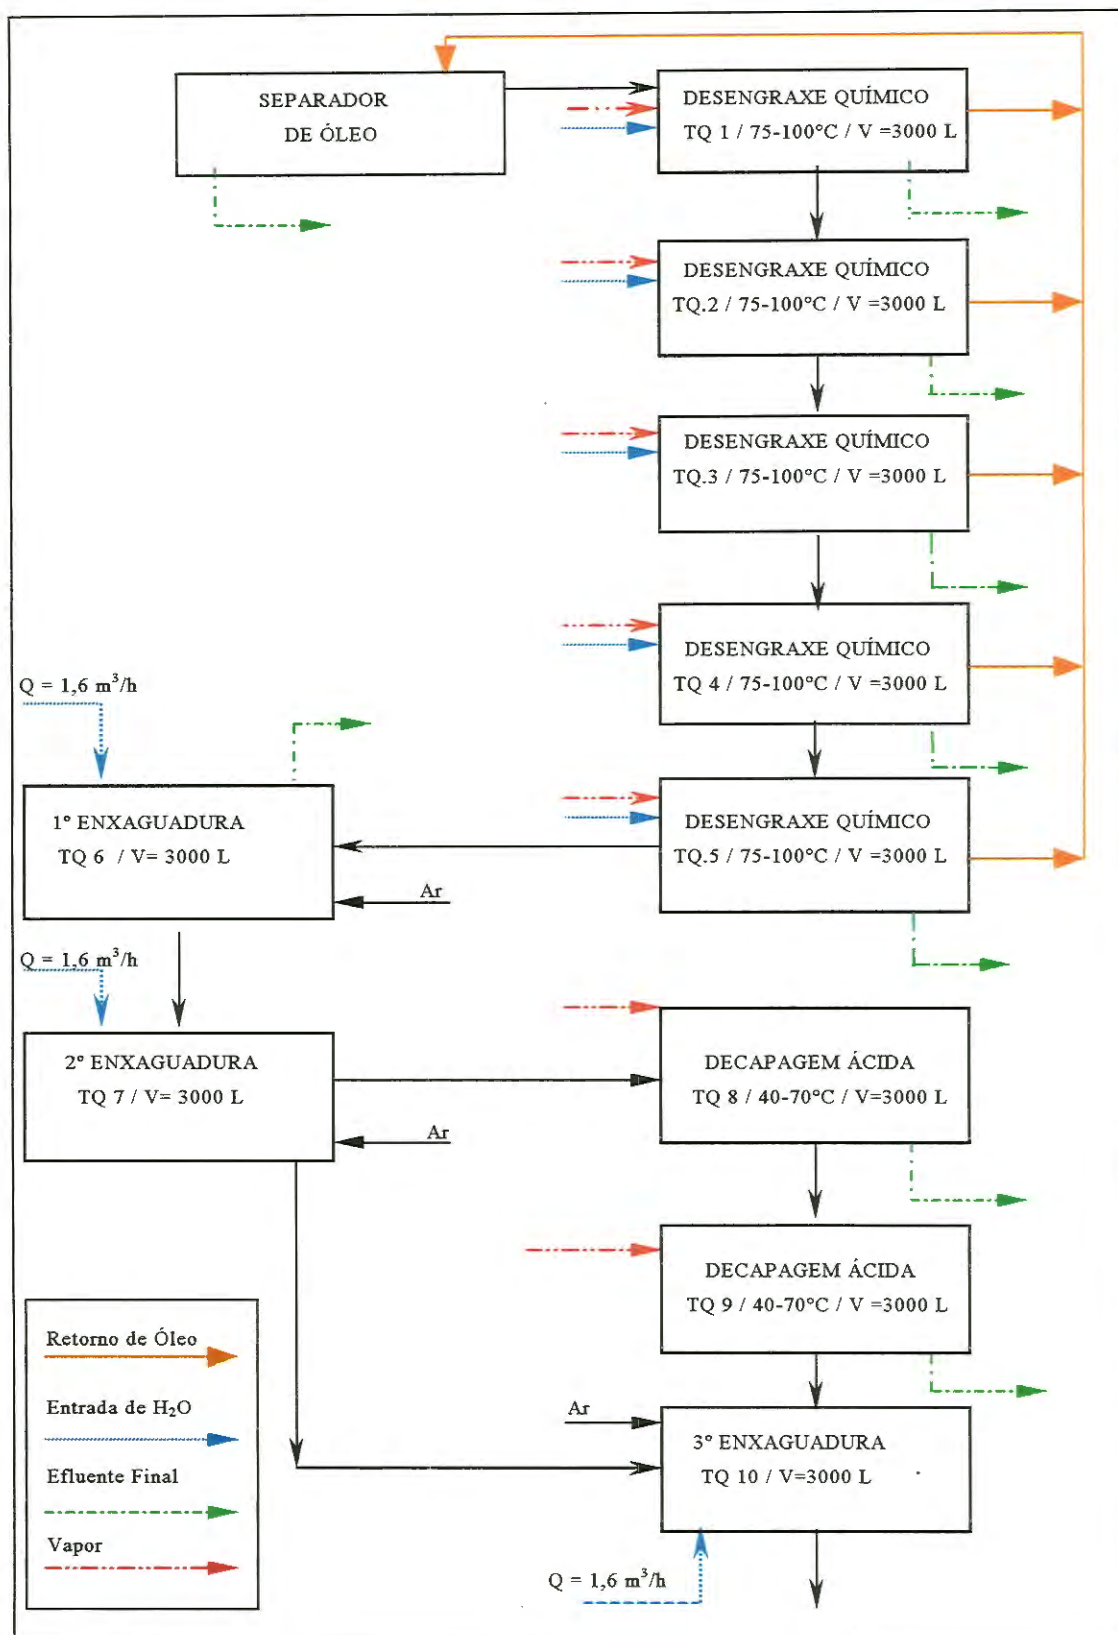 SEPARADOR
DE ÓLEO
DESENGRAXE QUÍMICO
TQ 1 / 75-100°C / V =3000 L
DESENGRAXE QUÍMICO
TQ.2 / 75-100°C / V =3000 L
DESENGRAXE QUÍMICO
TQ.3 / 75-100°C / V =3000 L
DESENGRAXE QUÍMICO
TQ 4 / 75-100°C / V =3000 L
Q = 1,6 m³/h
1º ENXAGUADURA
TQ 6 / V= 3000 L
Ar
DESENGRAXE QUÍMICO
TQ.5 / 75-100°C / V =3000 L
Q = 1,6 m³/h
2º ENXAGUADURA
TQ 7 / V= 3000 L
Ar
DECAPAGEM ÁCIDA
TQ 8 / 40-70°C / V=3000 L
DECAPAGEM ÁCIDA
TQ 9 / 40-70°C / V =3000 L
Ar
3º ENXAGUADURA
TQ 10 / V=3000 L
Q = 1,6 m³/h
Retorno de Óleo
Entrada de H₂O
Efluente Final
Vapor